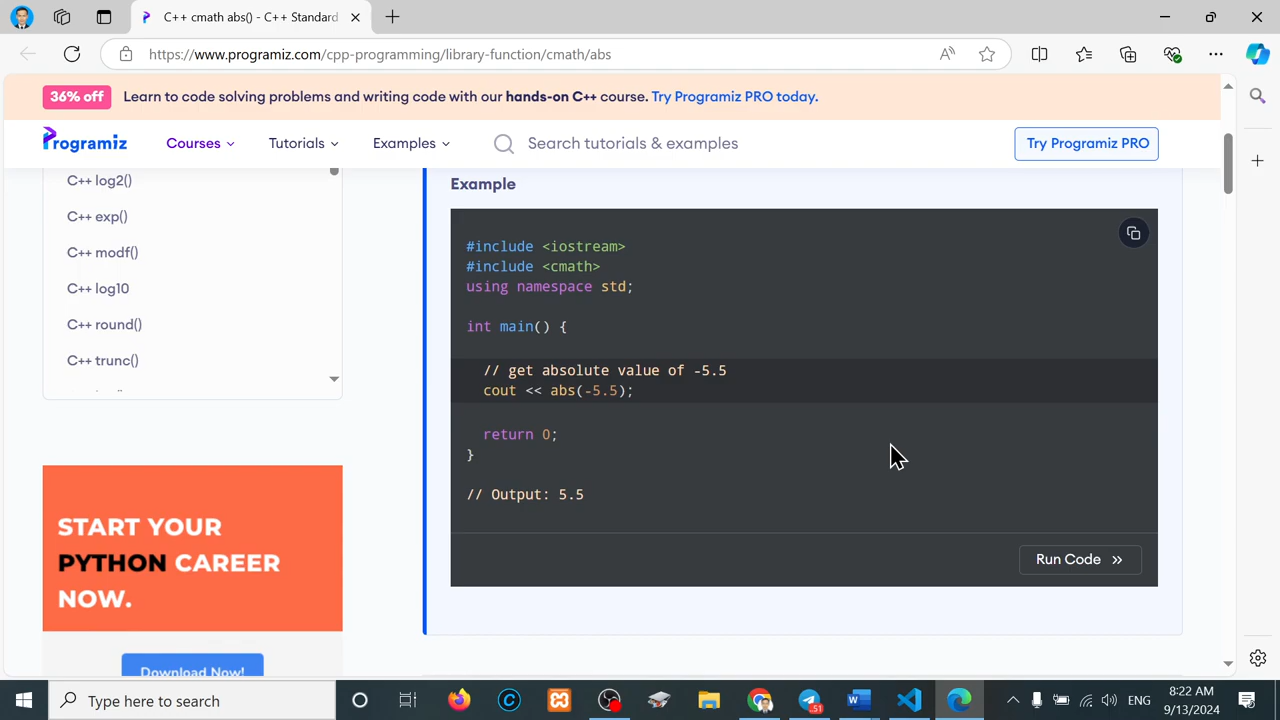 C++ cmath abs() - C++ Standard
https://www.programiz.com/cpp-programming/library-function/cmath/abs
36% off Learn to code solving problems and writing code with our hands-on C++ course. Try Programiz PRO today.
Programiz Courses Tutorials Examples Search tutorials & examples Try Programiz PRO
C++ log2()
C++ exp()
C++ modf()
C++ log10
C++ round()
C++ trunc()
START YOUR
PYTHON CAREER
NOW.
Download Now!
Example
#include <iostream>
#include <cmath>
using namespace std;
int main() {
// get absolute value of -5.5
cout << abs(-5.5);
return 0;
}
// Output: 5.5
Run Code »
Type here to search
51
ENG
8:22 AM
9/13/2024